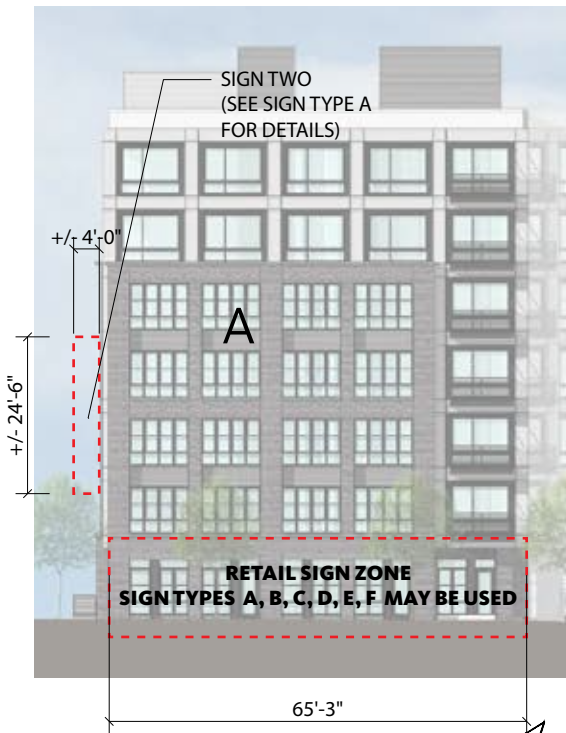 SIGN TWO
(SEE SIGN TYPE A
FOR DETAILS)
+/- 4'-0"
A
+/- 24'-6"
RETAIL SIGN ZONE
SIGN TYPES A, B, C, D, E, F MAY BE USED
65'-3"